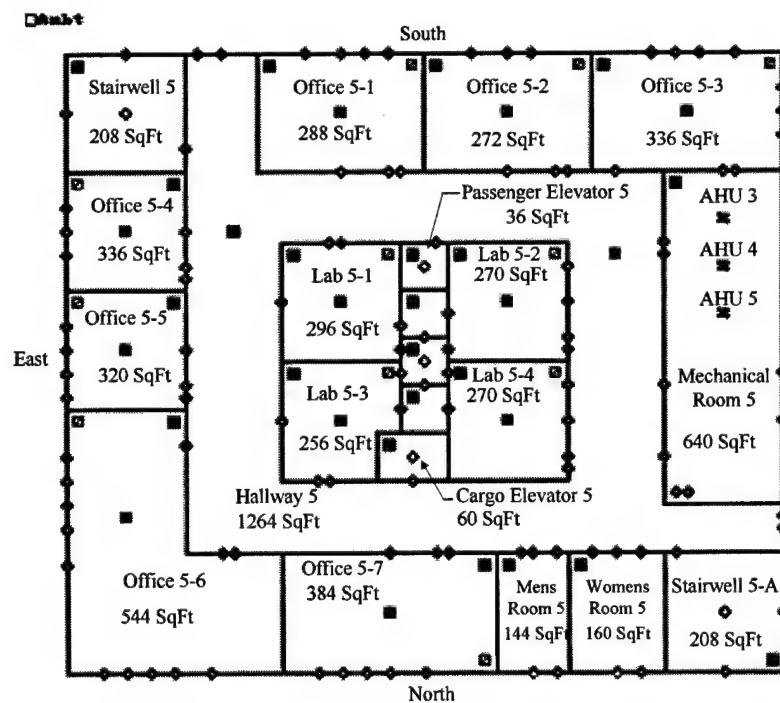 Ambt
South
Stairwell 5
208 SqFt
Office 5-1
288 SqFt
Office 5-2
272 SqFt
Office 5-3
336 SqFt
Passenger Elevator 5
36 SqFt
AHU 3
AHU 4
AHU 5
Office 5-4
336 SqFt
Lab 5-1
296 SqFt
Lab 5-2
270 SqFt
Office 5-5
320 SqFt
East
Lab 5-3
256 SqFt
Lab 5-4
270 SqFt
Mechanical
Room 5
640 SqFt
Hallway 5
1264 SqFt
Cargo Elevator 5
60 SqFt
Office 5-6
544 SqFt
Office 5-7
384 SqFt
Mens
Room 5
144 SqFt
Womens
Room 5
160 SqFt
Stairwell 5-A
208 SqFt
North